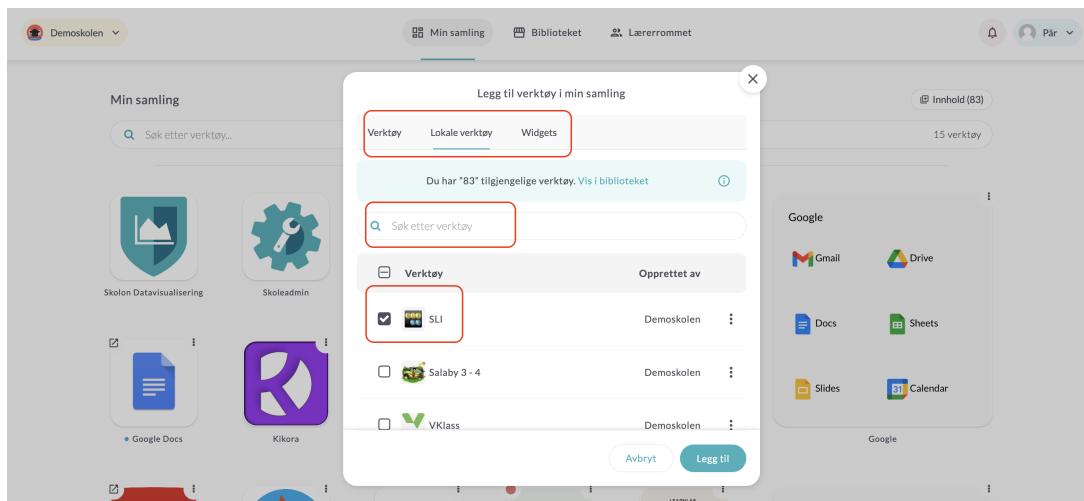 Demoskolen
Min samling
Biblioteket
Lærerrommet
Pär
Legg til verktøy i min samling
Min samling
Innhold (83)
Søk etter verktøy...
15 verktøy
Verktøy
Lokale verktøy
Widgets
Du har "83" tilgjengelige verktøy. Vis i biblioteket
Søk etter verktøy
Verktøy
Opprettet av
SLI
Demoskolen
Salaby 3 - 4
Demoskolen
VKlass
Demoskolen
Avbryt
Legg til
Skolon Datavisualisering
Skoleadmin
Google
Gmail
Drive
Docs
Sheets
Slides
31
Calendar
Google Docs
Kikora
Google